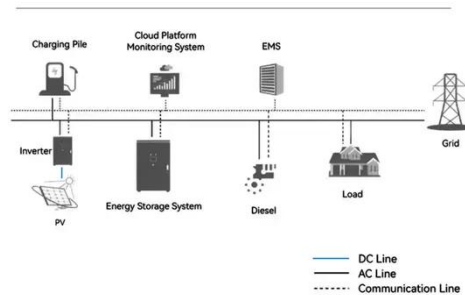 Charging Pile
Cloud Platform
Monitoring System
EMS
Grid
Inverter
PV
Energy Storage System
Diesel
Load
DC Line
AC Line
Communication Line